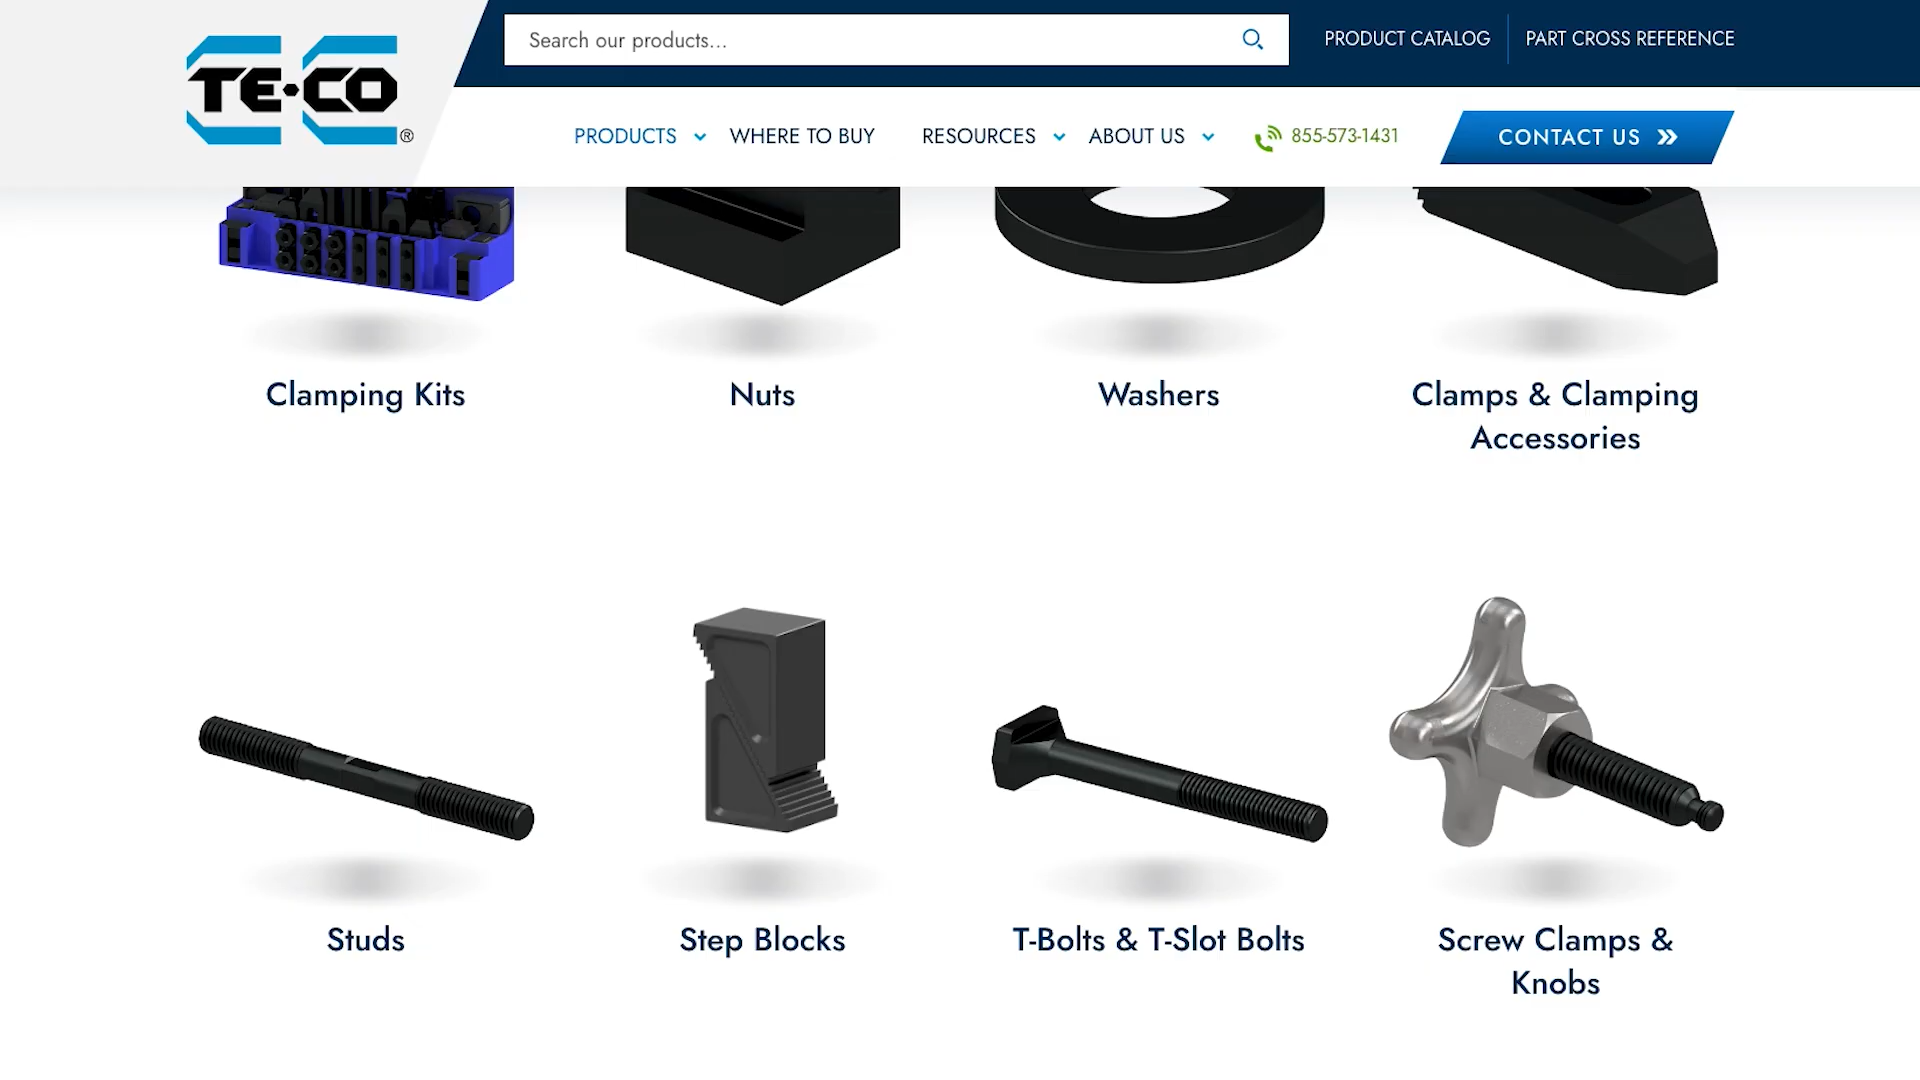 TE-CO®
Search our products...
PRODUCT CATALOG
PART CROSS REFERENCE
PRODUCTS
WHERE TO BUY
RESOURCES
ABOUT US
855-573-1431
CONTACT US
Clamping Kits
Nuts
Washers
Clamps & Clamping
Accessories
Studs
Step Blocks
T-Bolts & T-Slot Bolts
Screw Clamps &
Knobs